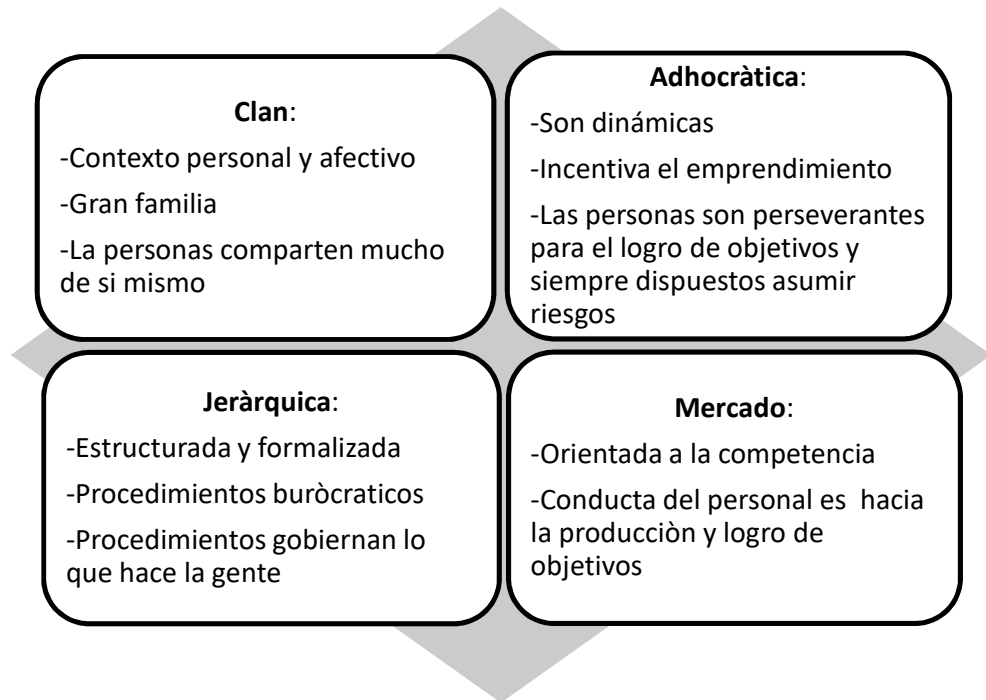 Clan:
-Contexto personal y afectivo
-Gran familia
-La personas comparten mucho
de si mismo
Adhocràtica:
-Son dinámicas
-Incentiva el emprendimiento
-Las personas son perseverantes
para el logro de objetivos y
siempre dispuestos asumir
riesgos
Jeràrquica:
-Estructurada y formalizada
-Procedimientos buròcraticos
-Procedimientos gobiernan lo
que hace la gente
Mercado:
-Orientada a la competencia
-Conducta del personal es  hacia
la producciòn y logro de
objetivos